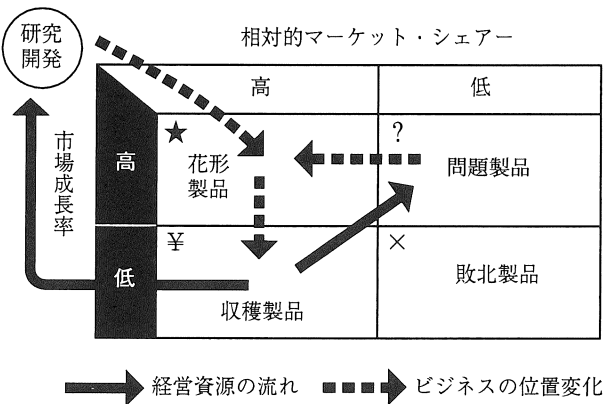 研究
開発
相対的マーケット・シェアー
高
低
市場成長率
高
★
花形
製品
?
問題製品
低
¥
収穫製品
×
敗北製品
経営資源の流れ
ビジネスの位置変化